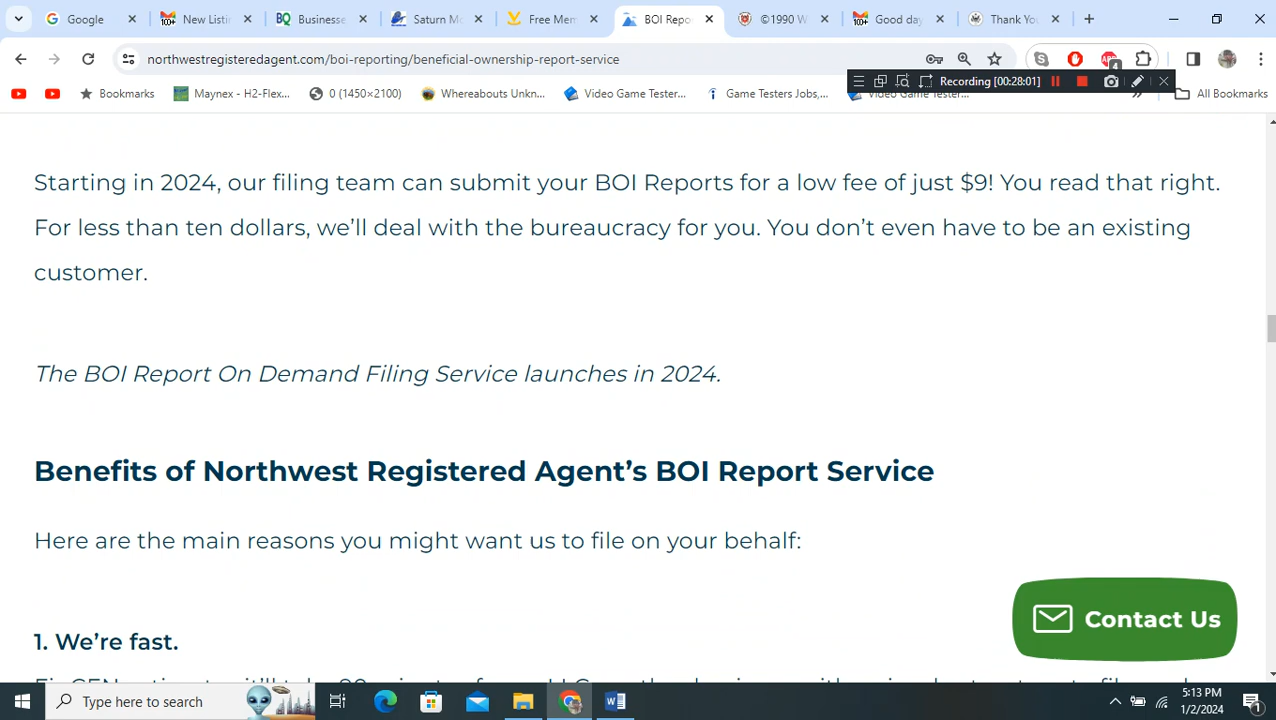 Google
New Listi
BQ Business
Saturn Mo
Free Mem
BOI Repo
©1990 W
Good day
Thank You
northwestregisteredagent.com/boi-reporting/beneficial-ownership-report-service
Recording [00:28:01]
4
Bookmarks
Maynex - H2-Flex...
0 (1450×2100)
Whereabouts Unkn...
Video Game Tester...
Game Testers Jobs,...
Video Game Tester...
All Bookmarks
Starting in 2024, our filing team can submit your BOI Reports for a low fee of just $9! You read that right.
For less than ten dollars, we’ll deal with the bureaucracy for you. You don’t even have to be an existing
customer.
The BOI Report On Demand Filing Service launches in 2024.
Benefits of Northwest Registered Agent’s BOI Report Service
Here are the main reasons you might want us to file on your behalf:
Contact Us
1. We’re fast.
Type here to search
5:13 PM
1/2/2024
1